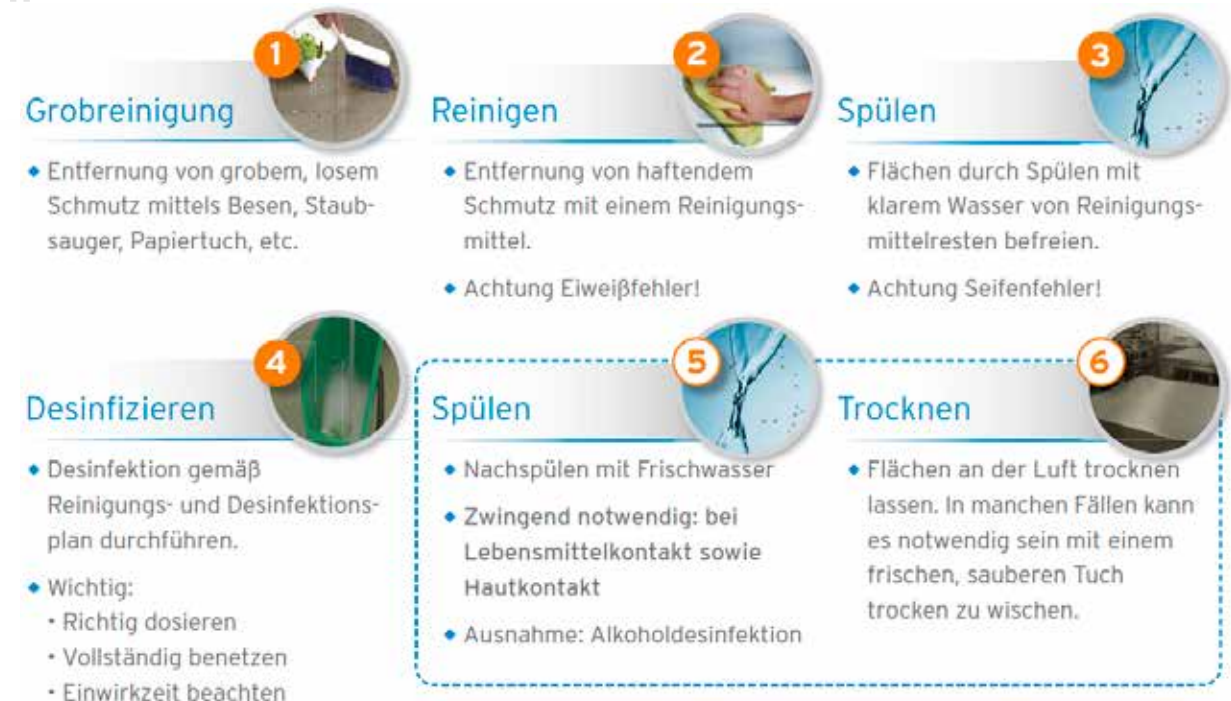 1
Grobreinigung
◆ Entfernung von grobem, losem
Schmutz mittels Besen, Staub-
sauger, Papiertuch, etc.
2
Reinigen
◆ Entfernung von haftendem
Schmutz mit einem Reinigungs-
mittel.
◆ Achtung Eiweißfehler!
3
Spülen
◆ Flächen durch Spülen mit
klarem Wasser von Reinigungs-
mittelresten befreien.
◆ Achtung Seifenfehler!
4
Desinfizieren
◆ Desinfektion gemäß
Reinigungs- und Desinfektions-
plan durchführen.
◆ Wichtig:
• Richtig dosieren
• Vollständig benetzen
• Einwirkzeit beachten
5
Spülen
◆ Nachspülen mit Frischwasser
◆ Zwingend notwendig: bei
Lebensmittelkontakt sowie
Hautkontakt
◆ Ausnahme: Alkoholdesinfektion
6
Trocknen
◆ Flächen an der Luft trocknen
lassen. In manchen Fällen kann
es notwendig sein mit einem
frischen, sauberen Tuch
trocken zu wischen.